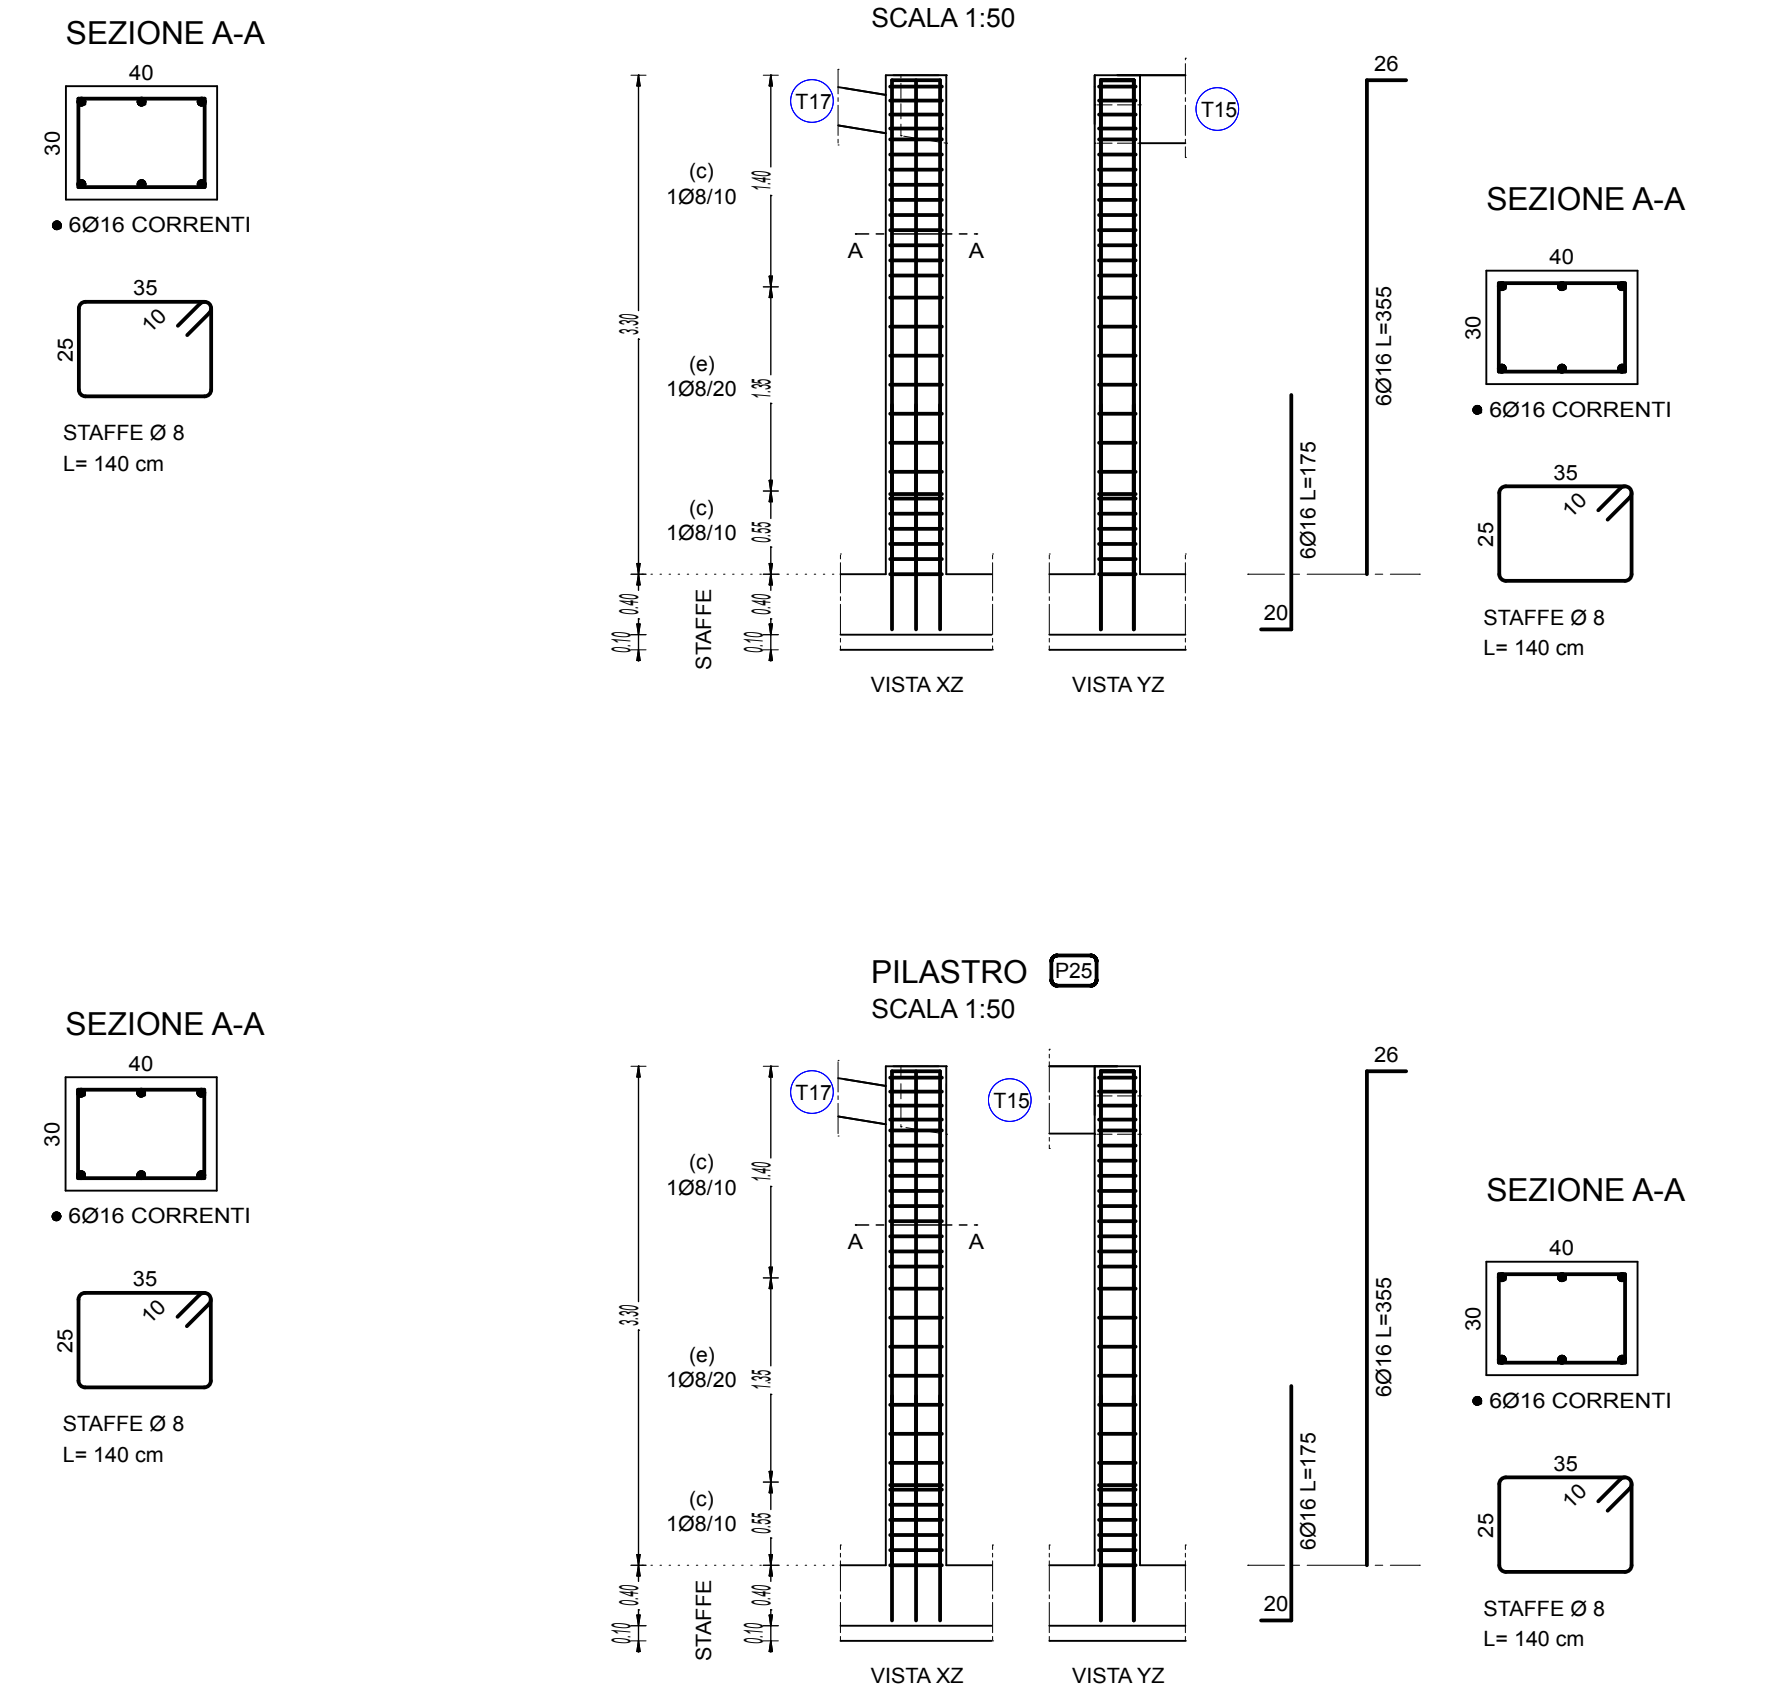 SCALA 1:50
SEZIONE A-A
40
30
● 6Ø16 CORRENTI
35
10
25
STAFFE Ø 8
L= 140 cm
T17
T15
(c)
1Ø8/10
1.40
A
A
3.30
(e)
1Ø8/20
1.35
(c)
1Ø8/10
0.55
0.40
0.40
0.10
0.10
STAFFE
VISTA XZ
VISTA YZ
26
6Ø16 L=355
6Ø16 L=175
20
SEZIONE A-A
40
30
● 6Ø16 CORRENTI
35
10
25
STAFFE Ø 8
L= 140 cm
PILASTRO P25
SCALA 1:50
SEZIONE A-A
40
30
● 6Ø16 CORRENTI
35
10
25
STAFFE Ø 8
L= 140 cm
T17
T15
(c)
1Ø8/10
1.40
A
A
3.30
(e)
1Ø8/20
1.35
(c)
1Ø8/10
0.55
0.40
0.40
0.10
0.10
STAFFE
VISTA XZ
VISTA YZ
26
6Ø16 L=355
6Ø16 L=175
20
SEZIONE A-A
40
30
● 6Ø16 CORRENTI
35
10
25
STAFFE Ø 8
L= 140 cm